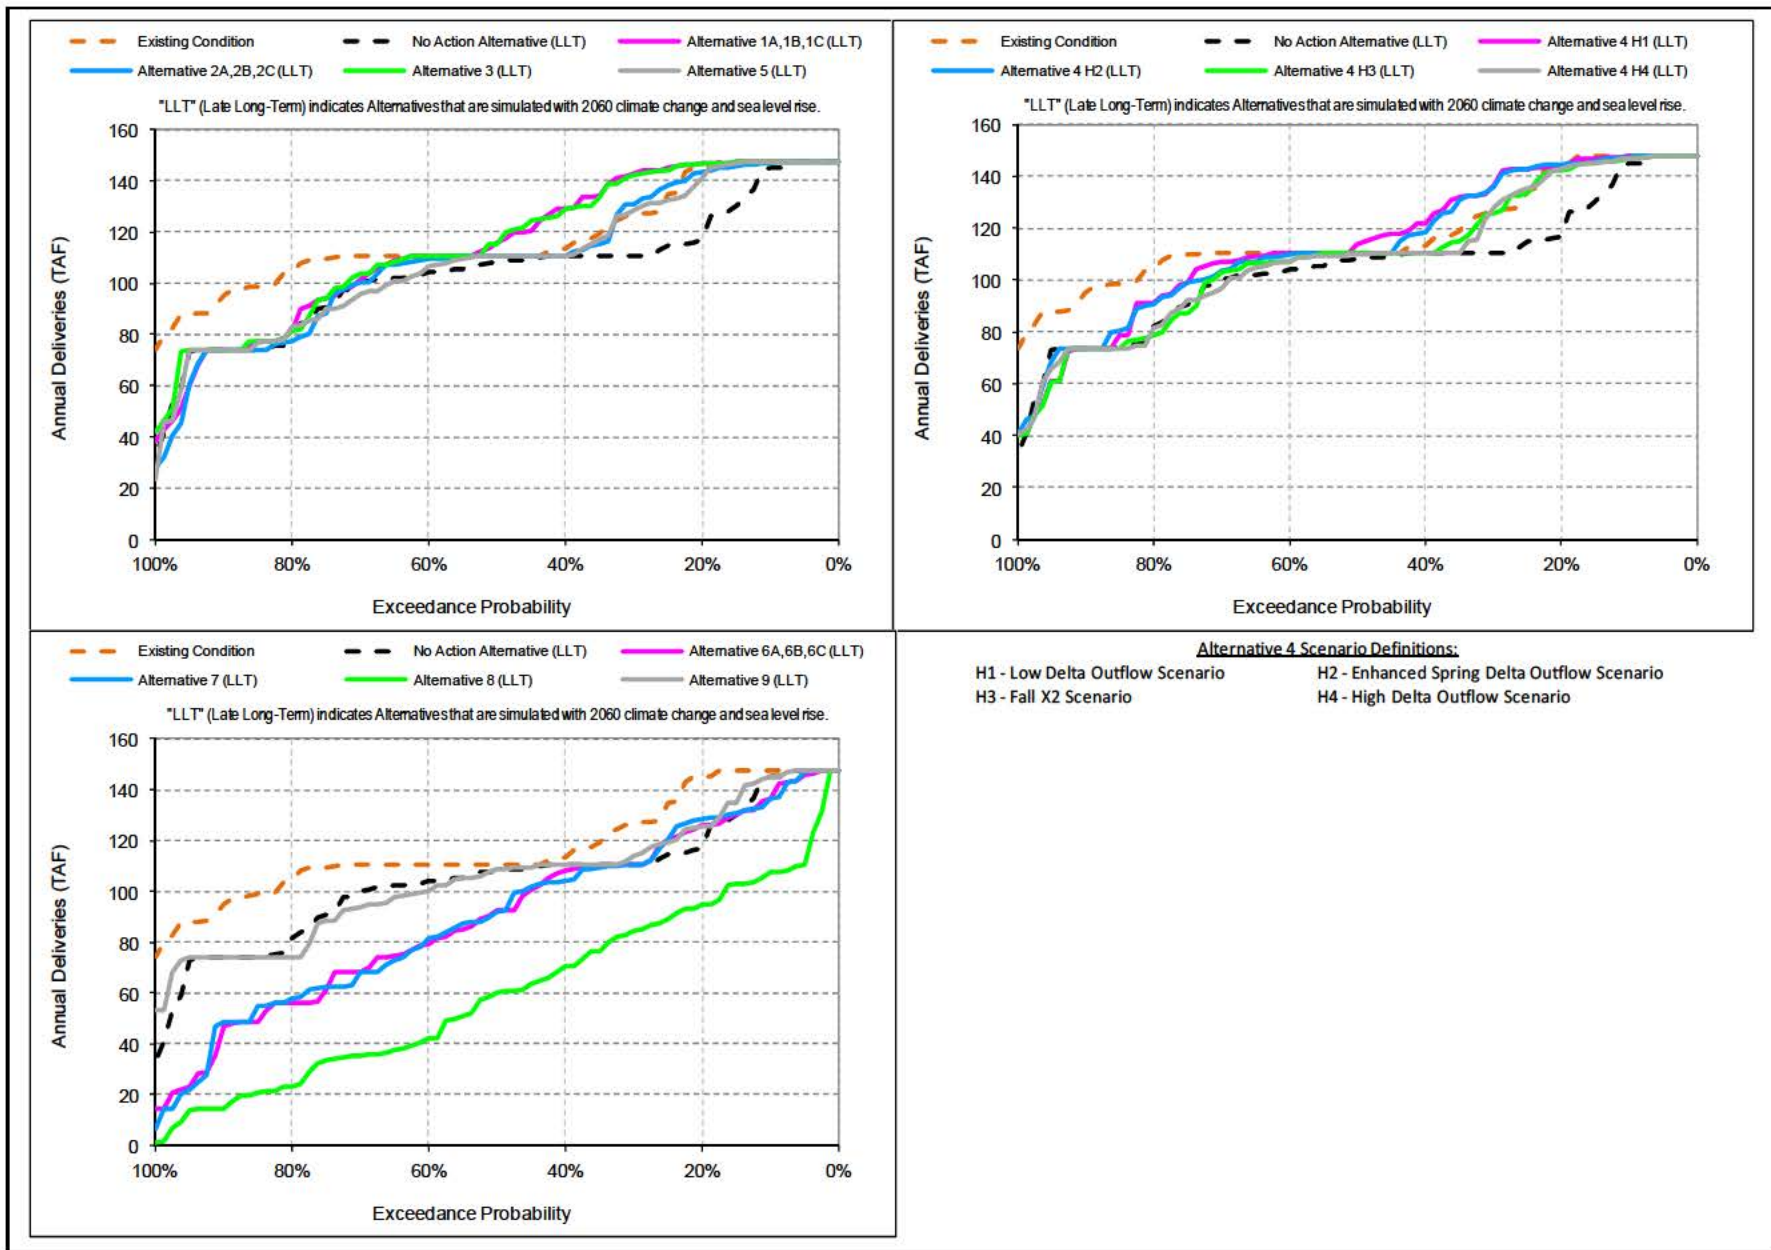 Existing Condition
No Action Alternative (LLT)
Alternative 1A,1B,1C (LLT)
Alternative 2A,2B,2C (LLT)
Alternative 3 (LLT)
Alternative 5 (LLT)
"LLT" (Late Long-Term) indicates Alternatives that are simulated with 2060 climate change and sea level rise.
Annual Deliveries (TAF)
160
140
120
100
80
60
40
20
0
100% 80% 60% 40% 20% 0%
Exceedance Probability
Existing Condition
No Action Alternative (LLT)
Alternative 4 H1 (LLT)
Alternative 4 H2 (LLT)
Alternative 4 H3 (LLT)
Alternative 4 H4 (LLT)
"LLT" (Late Long-Term) indicates Alternatives that are simulated with 2060 climate change and sea level rise.
Annual Deliveries (TAF)
160
140
120
100
80
60
40
20
0
100% 80% 60% 40% 20% 0%
Exceedance Probability
Existing Condition
No Action Alternative (LLT)
Alternative 6A,6B,6C (LLT)
Alternative 7 (LLT)
Alternative 8 (LLT)
Alternative 9 (LLT)
"LLT" (Late Long-Term) indicates Alternatives that are simulated with 2060 climate change and sea level rise.
Annual Deliveries (TAF)
160
140
120
100
80
60
40
20
0
100% 80% 60% 40% 20% 0%
Exceedance Probability
Alternative 4 Scenario Definitions:
H1 - Low Delta Outflow Scenario
H2 - Enhanced Spring Delta Outflow Scenario
H3 - Fall X2 Scenario
H4 - High Delta Outflow Scenario